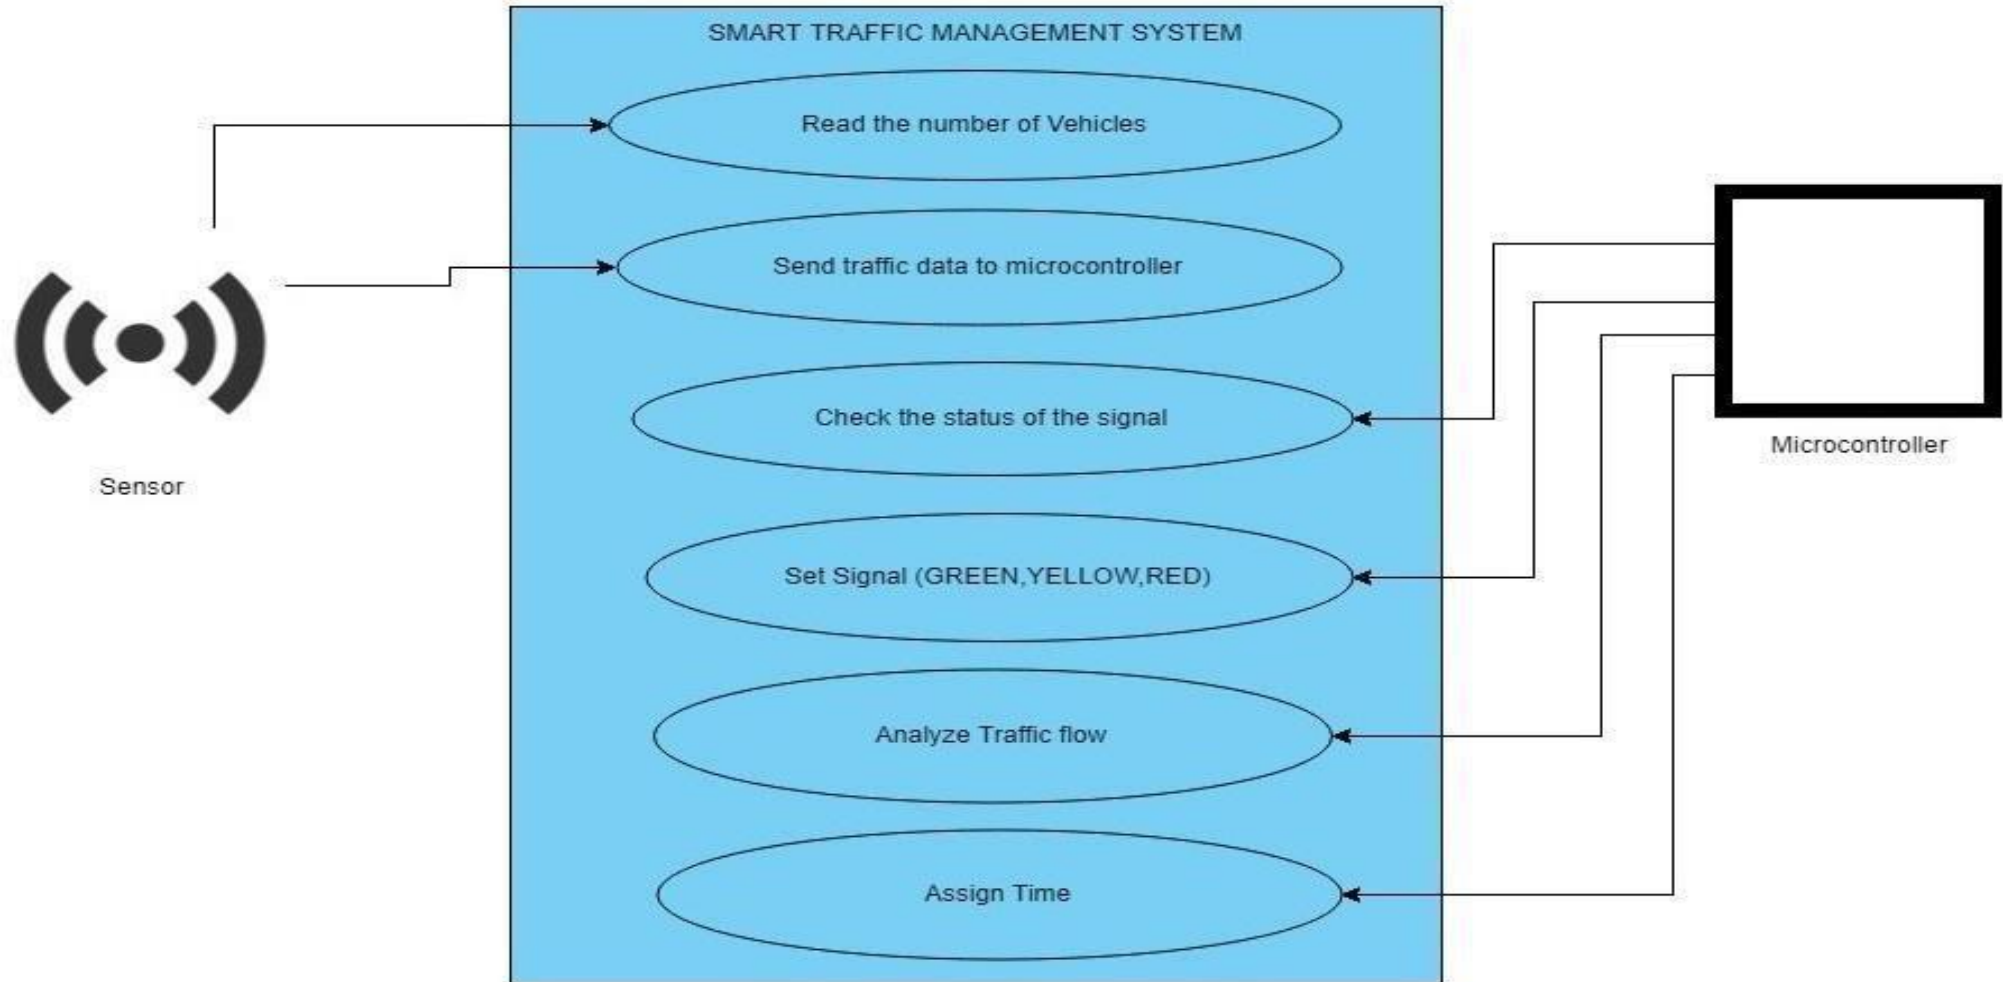 SMART TRAFFIC MANAGEMENT SYSTEM
Read the number of Vehicles
Send traffic data to microcontroller
Check the status of the signal
Microcontroller
Sensor
Set Signal (GREEN,YELLOW,RED)
Analyze Traffic flow
Assign Time